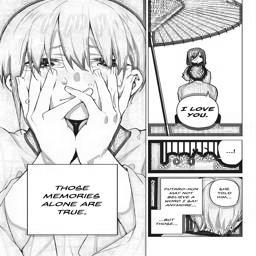 I LOVE
YOU.
...!
SHE
TOLD
HIM...
FUTARO-KUN
MAY NOT
BELIEVE A
WORD I SAY
ANYMORE...
...BUT
THOSE...
THOSE
MEMORIES
ALONE ARE
TRUE.